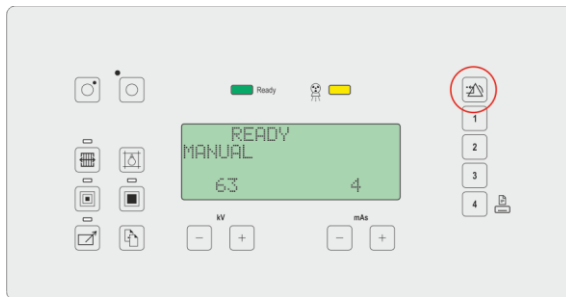 Ready
READY
MANUAL
63 4
kV mAs
- + - +
1
2
3
4